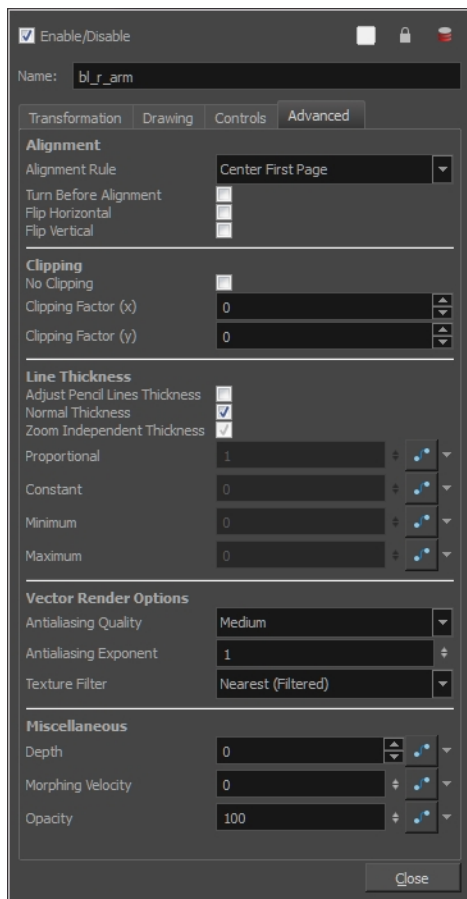 Enable/Disable
Name: bl_r_arm
Transformation Drawing Controls Advanced
Alignment
Alignment Rule Center First Page
Turn Before Alignment
Flip Horizontal
Flip Vertical
Clipping
No Clipping
Clipping Factor (x) 0
Clipping Factor (y) 0
Line Thickness
Adjust Pencil Lines Thickness
Normal Thickness
Zoom Independent Thickness
Proportional 1
Constant 0
Minimum 0
Maximum 0
Vector Render Options
Antialiasing Quality Medium
Antialiasing Exponent 1
Texture Filter Nearest (Filtered)
Miscellaneous
Depth 0
Morphing Velocity 0
Opacity 100
Close